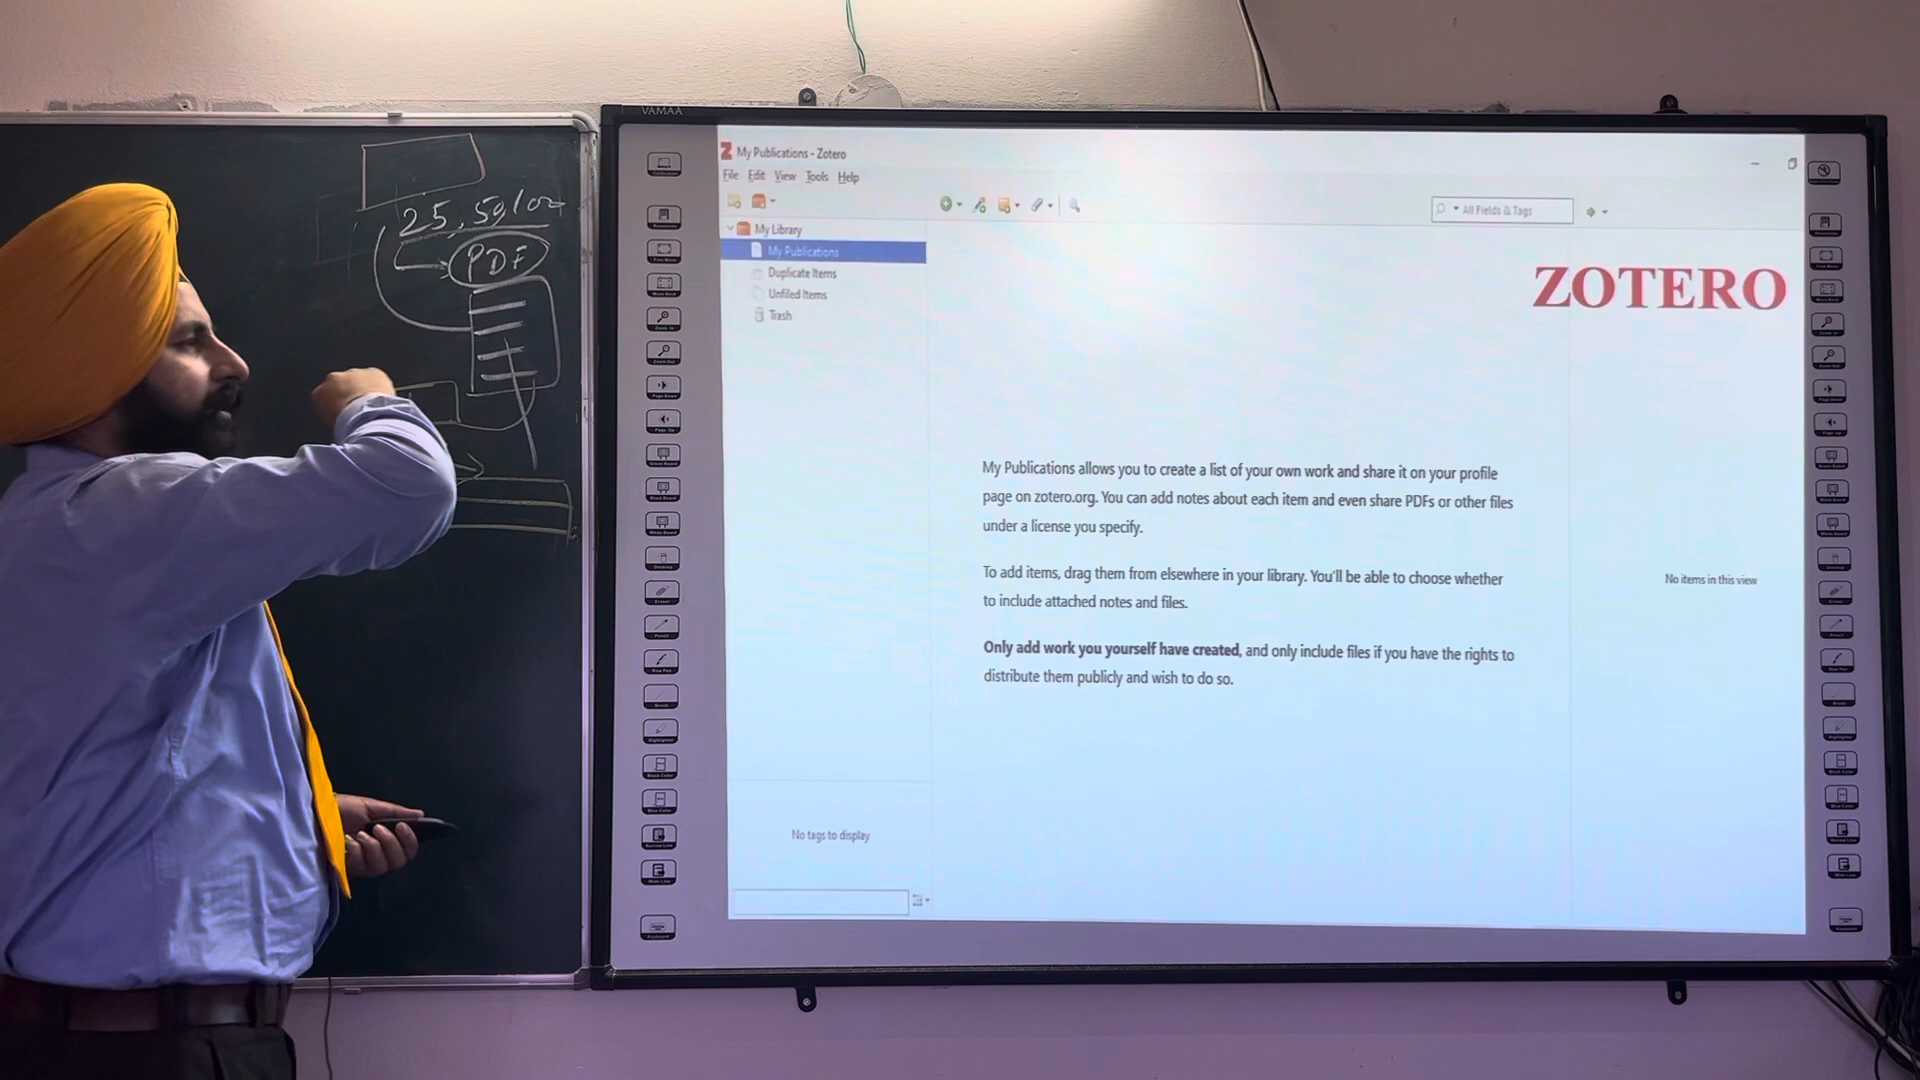 VAMAA
25, 50, 100
PDF
My Publications - Zotero
File Edit View Tools Help
All Fields & Tags
My Library
My Publications
Duplicate Items
Unfiled Items
Trash
ZOTERO
My Publications allows you to create a list of your own work and share it on your profile
page on zotero.org. You can add notes about each item and even share PDFs or other files
under a license you specify.
To add items, drag them from elsewhere in your library. You'll be able to choose whether
to include attached notes and files.
Only add work you yourself have created, and only include files if you have the rights to
distribute them publicly and wish to do so.
No items in this view
No tags to display